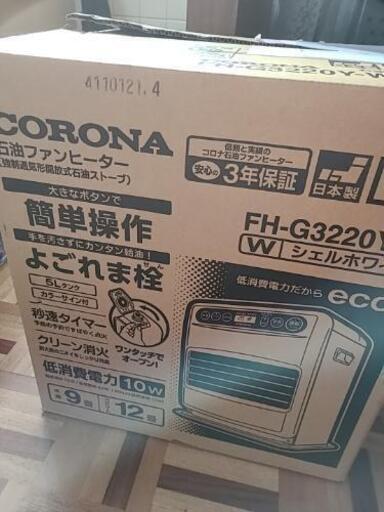 4110121.4
CORONA
石油ファンヒーター
強制通気形開放式石油ストーブ)
信頼と実績の
コロナ石油ファンヒーター
安心の 3年保証
日本製
大きなボタンで
簡単操作
手を汚さずにカンタン給油!
よごれま栓
FH-G3220Y
W シェルホワ
5Lタンク
カラーサイン付
秒速タイマー
クリーン消火
ワンタッチで
オープン!
低消費電力だから
eco
低消費電力 10W
9畳
12畳